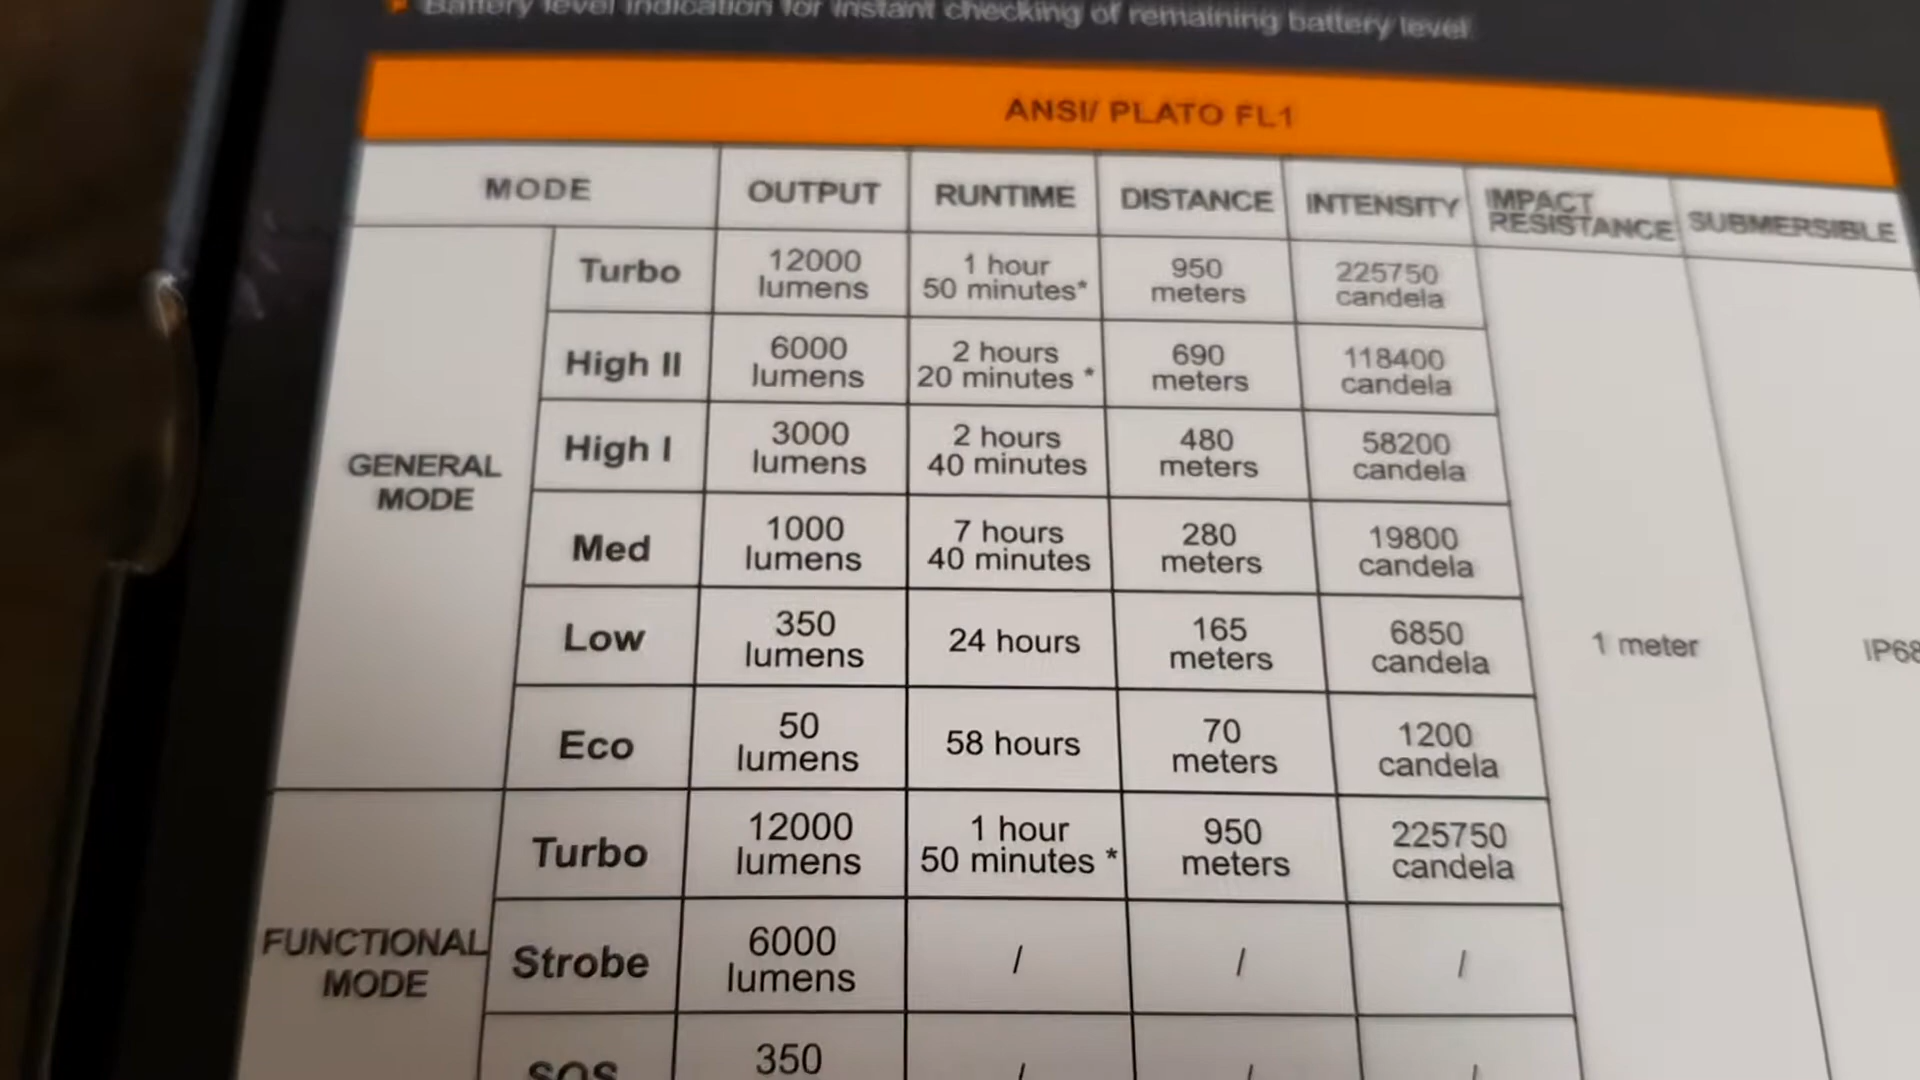 Battery level indication for instant checking of remaining battery level.
ANSI/ PLATO FL1
MODE OUTPUT RUNTIME DISTANCE INTENSITY IMPACT RESISTANCE SUBMERSIBLE
GENERAL
MODE
Turbo
12000
lumens
1 hour
50 minutes*
950
meters
225750
candela
High II
6000
lumens
2 hours
20 minutes *
690
meters
118400
candela
High I
3000
lumens
2 hours
40 minutes
480
meters
58200
candela
Med
1000
lumens
7 hours
40 minutes
280
meters
19800
candela
Low
350
lumens
24 hours
165
meters
6850
candela
Eco
50
lumens
58 hours
70
meters
1200
candela
1 meter
IP68
FUNCTIONAL
MODE
Turbo
12000
lumens
1 hour
50 minutes *
950
meters
225750
candela
Strobe
6000
lumens
/
/
/
SOS
350
/
/
/